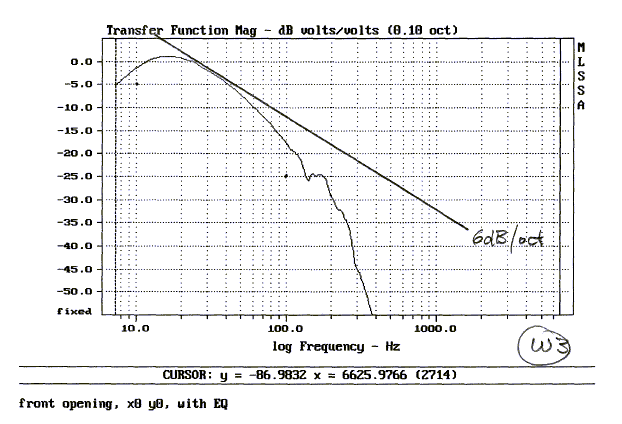 Transfer Function Mag - dB volts/volts (0.10 oct)
MLSSA
0.0
-5.0
-10.0
-15.0
-20.0
-25.0
-30.0
-35.0
-40.0
-45.0
-50.0
fixed
6dB/oct
10.0 100.0 1000.0
log Frequency - Hz
W3
CURSOR: y = -86.9832 x = 6625.9766 (2714)
front opening, x0 y0, with EQ